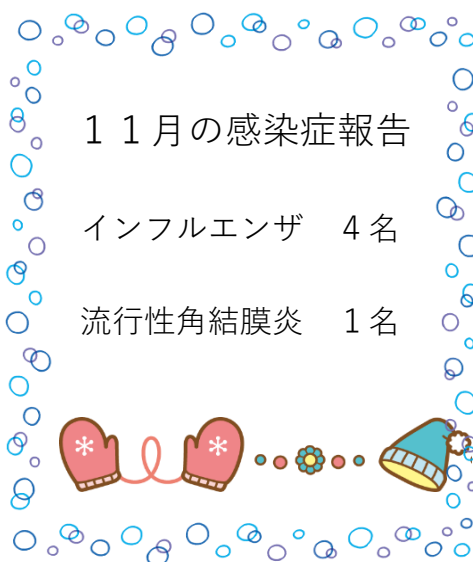 １１月の感染症報告
インフルエンザ　４名
流行性角結膜炎　１名